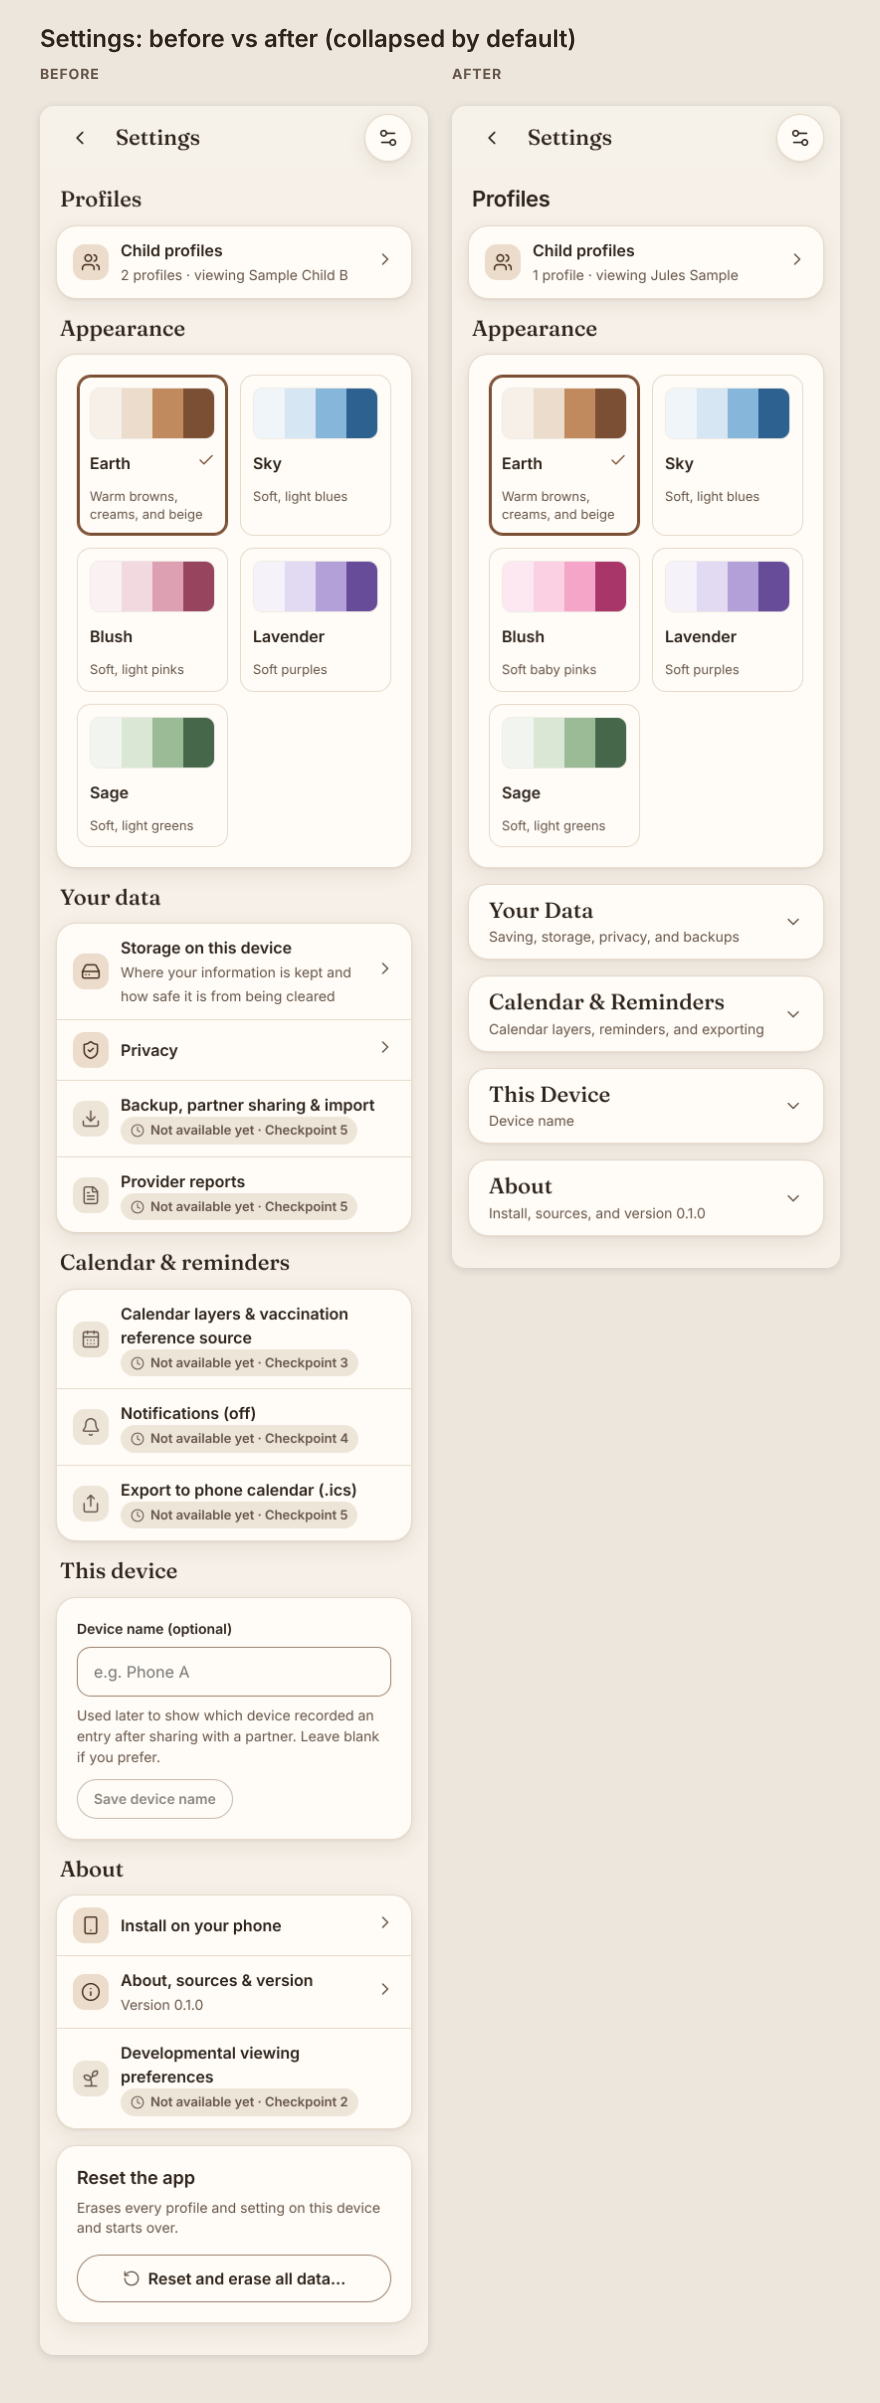 Settings: before vs after (collapsed by default)
BEFORE
Settings
Profiles
Child profiles
2 profiles · viewing Sample Child B
Appearance
Earth
Warm browns,
creams, and beige
Sky
Soft, light blues
Blush
Soft, light pinks
Lavender
Soft purples
Sage
Soft, light greens
Your data
Storage on this device
Where your information is kept and
how safe it is from being cleared
Privacy
Backup, partner sharing & import
Not available yet · Checkpoint 5
Provider reports
Not available yet · Checkpoint 5
Calendar & reminders
Calendar layers & vaccination
reference source
Not available yet · Checkpoint 3
Notifications (off)
Not available yet · Checkpoint 4
Export to phone calendar (.ics)
Not available yet · Checkpoint 5
This device
Device name (optional)
e.g. Phone A
Used later to show which device recorded an
entry after sharing with a partner. Leave blank
if you prefer.
Save device name
About
Install on your phone
About, sources & version
Version 0.1.0
Developmental viewing
preferences
Not available yet · Checkpoint 2
Reset the app
Erases every profile and setting on this device
and starts over.
Reset and erase all data...
AFTER
Settings
Profiles
Child profiles
1 profile · viewing Jules Sample
Appearance
Earth
Warm browns,
creams, and beige
Sky
Soft, light blues
Blush
Soft baby pinks
Lavender
Soft purples
Sage
Soft, light greens
Your Data
Saving, storage, privacy, and backups
Calendar & Reminders
Calendar layers, reminders, and exporting
This Device
Device name
About
Install, sources, and version 0.1.0